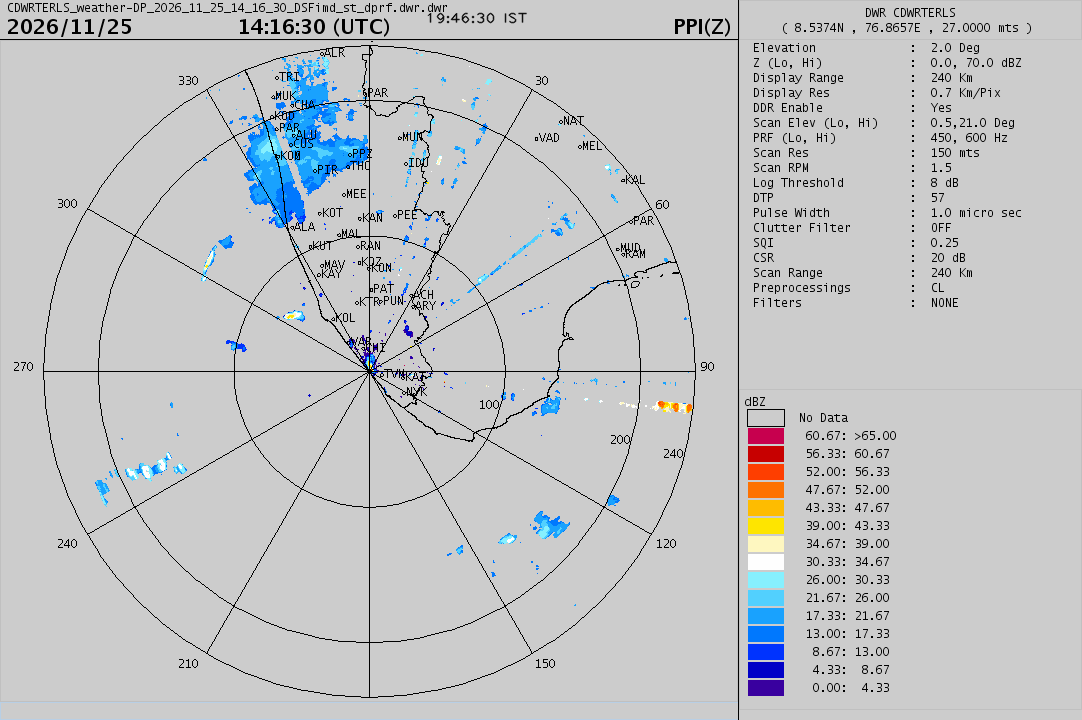 CDWRTERLS_weather-DP_2026_11_25_14_16_30_DSFimd_st_dprf.dwr.dwr
19:46:30 IST
2026/11/25 14:16:30 (UTC) PPI(Z)
DWR CDWRTERLS
( 8.5374N , 76.8657E , 27.0000 mts )
Elevation : 2.0 Deg
Z (Lo, Hi) : 0.0, 70.0 dBZ
Display Range : 240 Km
Display Res : 0.7 Km/Pix
DDR Enable : Yes
Scan Elev (Lo, Hi) : 0.5,21.0 Deg
PRF (Lo, Hi) : 450, 600 Hz
Scan Res : 150 mts
Scan RPM : 1.5
Log Threshold : 8 dB
DTP : 57
Pulse Width : 1.0 micro sec
Clutter Filter : OFF
SQI : 0.25
CSR : 20 dB
Scan Range : 240 Km
Preprocessings : CL
Filters : NONE
dBZ
No Data
60.67: >65.00
56.33: 60.67
52.00: 56.33
47.67: 52.00
43.33: 47.67
39.00: 43.33
34.67: 39.00
30.33: 34.67
26.00: 30.33
21.67: 26.00
17.33: 21.67
13.00: 17.33
8.67: 13.00
4.33: 8.67
0.00: 4.33
ALR
330
TRI
30
MUK
PAR
CHA
KOD
NAT
PAR
ALU
MUN
VAD
COS
MEL
KOM
PPZ
THO
IDU
PIR
KAL
MEE
300
60
KOT
KAN
PEE
PAR
ALA
MAL
KUT
RAN
MUD
RAM
MAV
KOZ
KON
KAY
PAT
ACH
KTR
PUN
ARY
KOL
VAR
270
90
TVM
KAT
NYK
100
200
240
240
120
210
150